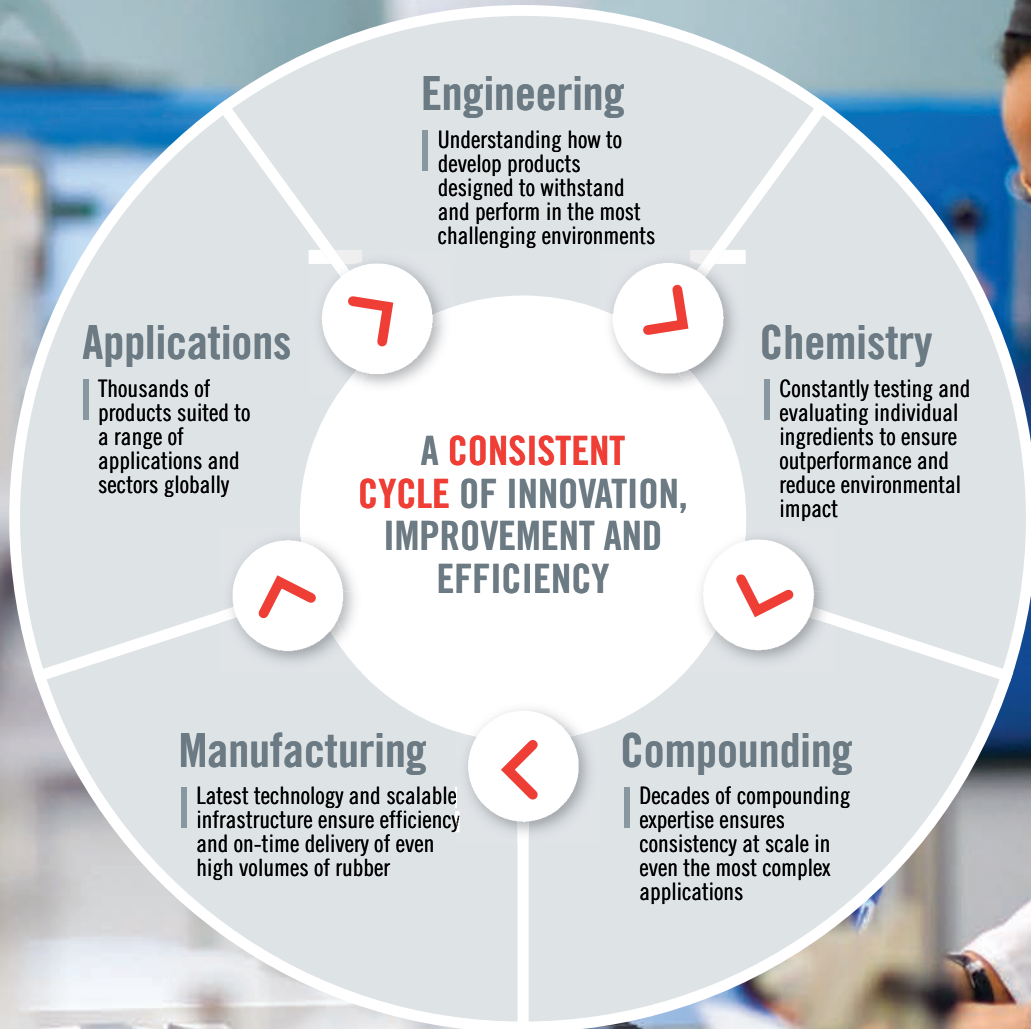 Engineering
Understanding how to
develop products
designed to withstand
and perform in the most
challenging environments
Chemistry
Constantly testing and
evaluating individual
ingredients to ensure
outperformance and
reduce environmental
impact
Compounding
Decades of compounding
expertise ensures
consistency at scale in
even the most complex
applications
Manufacturing
Latest technology and scalable
infrastructure ensure efficiency
and on-time delivery of even
high volumes of rubber
Applications
Thousands of
products suited to
a range of
applications and
sectors globally
A CONSISTENT
CYCLE OF INNOVATION,
IMPROVEMENT AND
EFFICIENCY